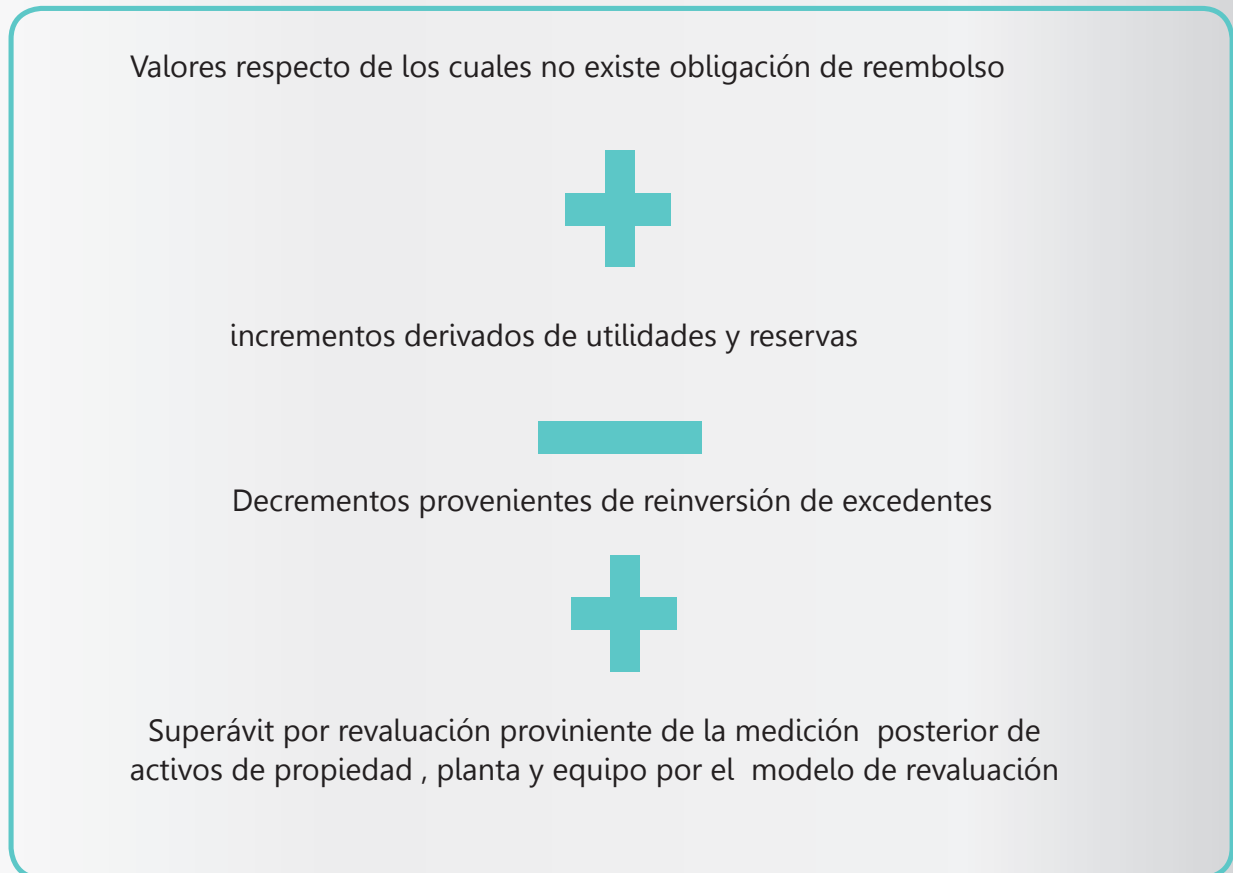 Valores respecto de los cuales no existe obligación de reembolso
incrementos derivados de utilidades y reservas
Decrementos provenientes de reinversión de excedentes
Superávit por revaluación proviniente de la medición  posterior de
activos de propiedad , planta y equipo por el  modelo de revaluación